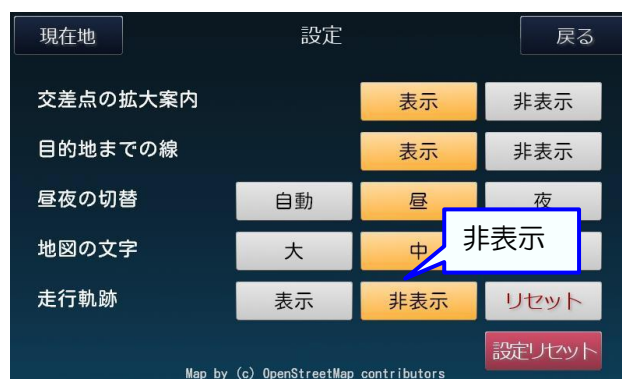 現在地 設定 戻る
交差点の拡大案内 表示 非表示
目的地までの線 表示 非表示
昼夜の切替 自動 昼 夜
地図の文字 大 中
非表示
走行軌跡 表示 非表示 リセット
設定リセット
Map by (c) OpenStreetMap contributors